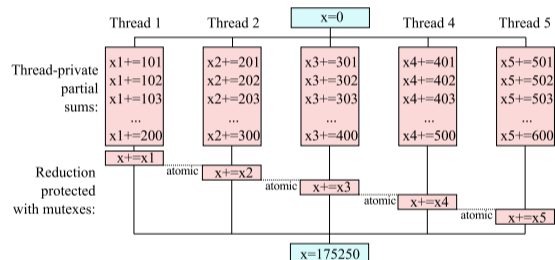 x=0
Thread 1
Thread 2
Thread 4
Thread 5
Thread-private
partial
sums:
x1+=101
x1+=102
x1+=103
...
x1+=200
x2+=201
x2+=202
x2+=203
...
x2+=300
x3+=301
x3+=302
x3+=303
...
x3+=400
x4+=401
x4+=402
x4+=403
...
x4+=500
x5+=501
x5+=502
x5+=503
...
x5+=600
Reduction
protected
with mutexes:
x+=x1
atomic
x+=x2
atomic
x+=x3
atomic
x+=x4
atomic
x+=x5
x=175250